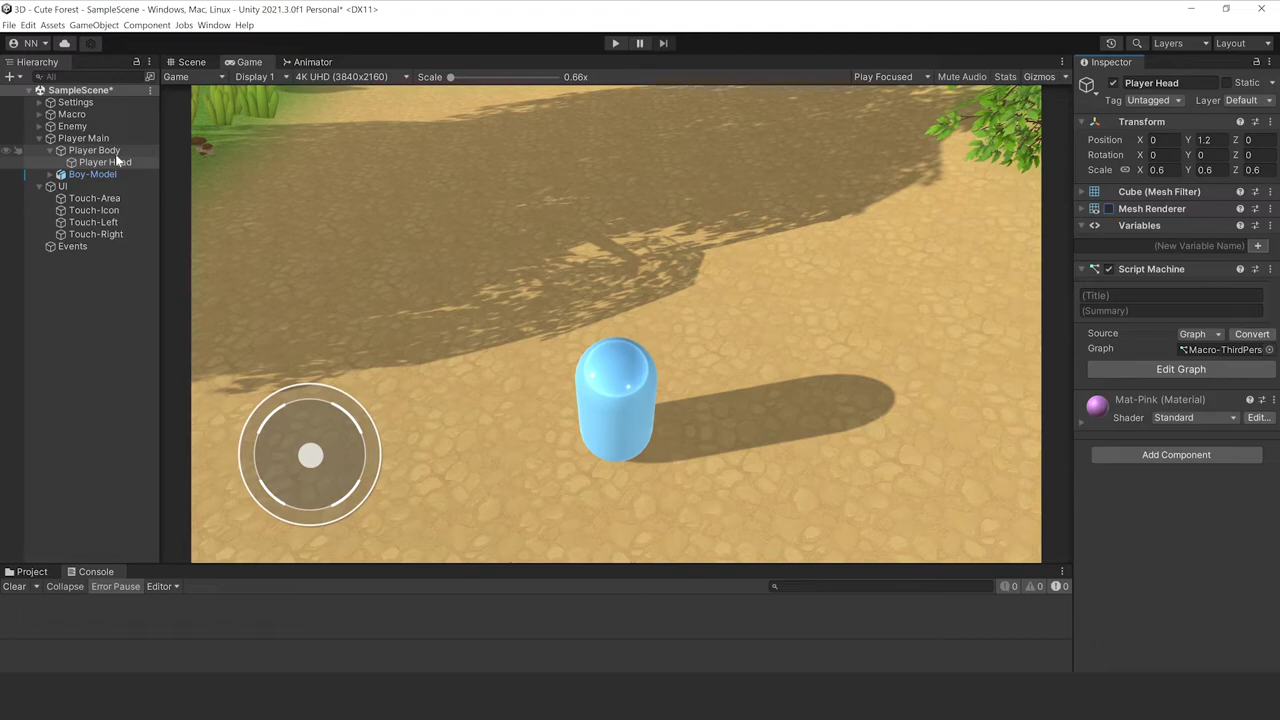 3D - Cute Forest - SampleScene - Windows, Mac, Linux - Unity 2021.3.0f1 Personal* <DX11>
File Edit Assets GameObject Component Jobs Window Help
NN Layers Layout
Hierarchy Scene Game Animator Inspector
All Game Display 1 4K UHD (3840x2160) Scale 0.66x Play Focused Mute Audio Stats Gizmos
Player Head Static
SampleScene*
Tag Untagged Layer Default
Settings
Macro
Enemy
Player Main
Player Body
Player Head
Boy-Model
UI
Touch-Area
Touch-Icon
Touch-Left
Touch-Right
Events
Transform
Position X 0 Y 1.2 Z 0
Rotation X 0 Y 0 Z 0
Scale X 0.6 Y 0.6 Z 0.6
Cube (Mesh Filter)
Mesh Renderer
Variables
(New Variable Name)
Script Machine
(Title)
(Summary)
Source Graph Convert
Graph Macro-ThirdPers
Edit Graph
Mat-Pink (Material)
Shader Standard Edit...
Add Component
Project Console
Clear Collapse Error Pause Editor 0 0 0